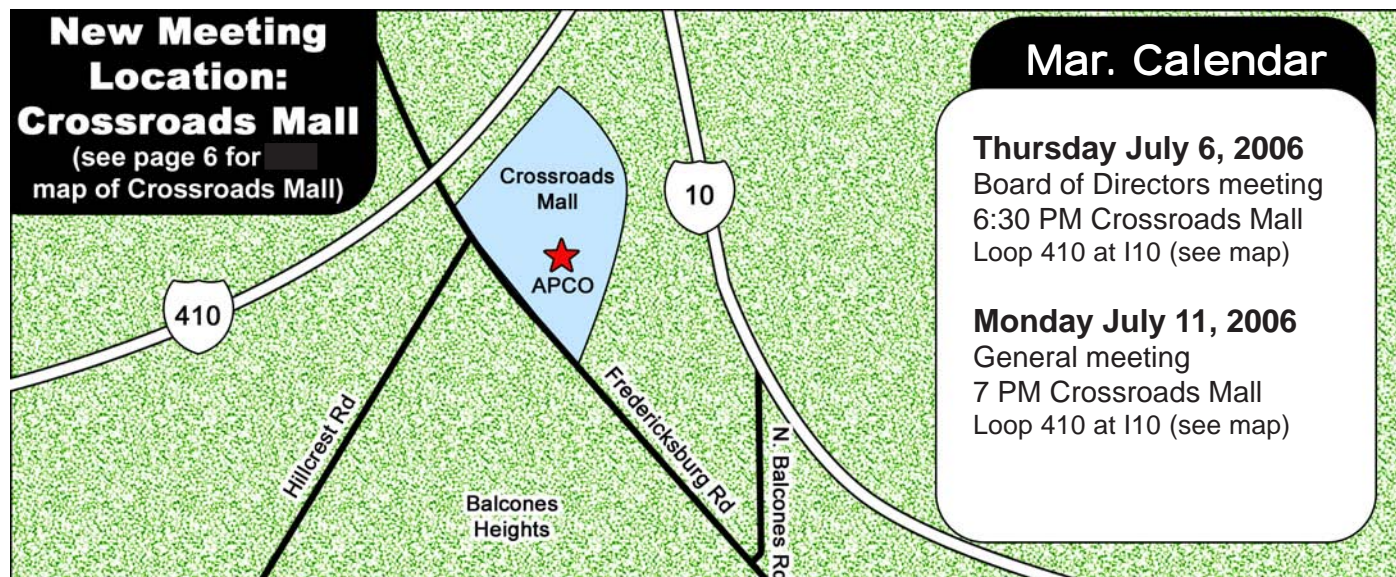 New Meeting
Location:
Crossroads Mall
(see page 6 for
map of Crossroads Mall)
Crossroads
Mall
APCO
10
410
Hillcrest Rd
Fredericksburg Rd
N. Balcones Rd
Balcones
Heights
Mar. Calendar
Thursday July 6, 2006
Board of Directors meeting
6:30 PM Crossroads Mall
Loop 410 at I10 (see map)
Monday July 11, 2006
General meeting
7 PM Crossroads Mall
Loop 410 at I10 (see map)